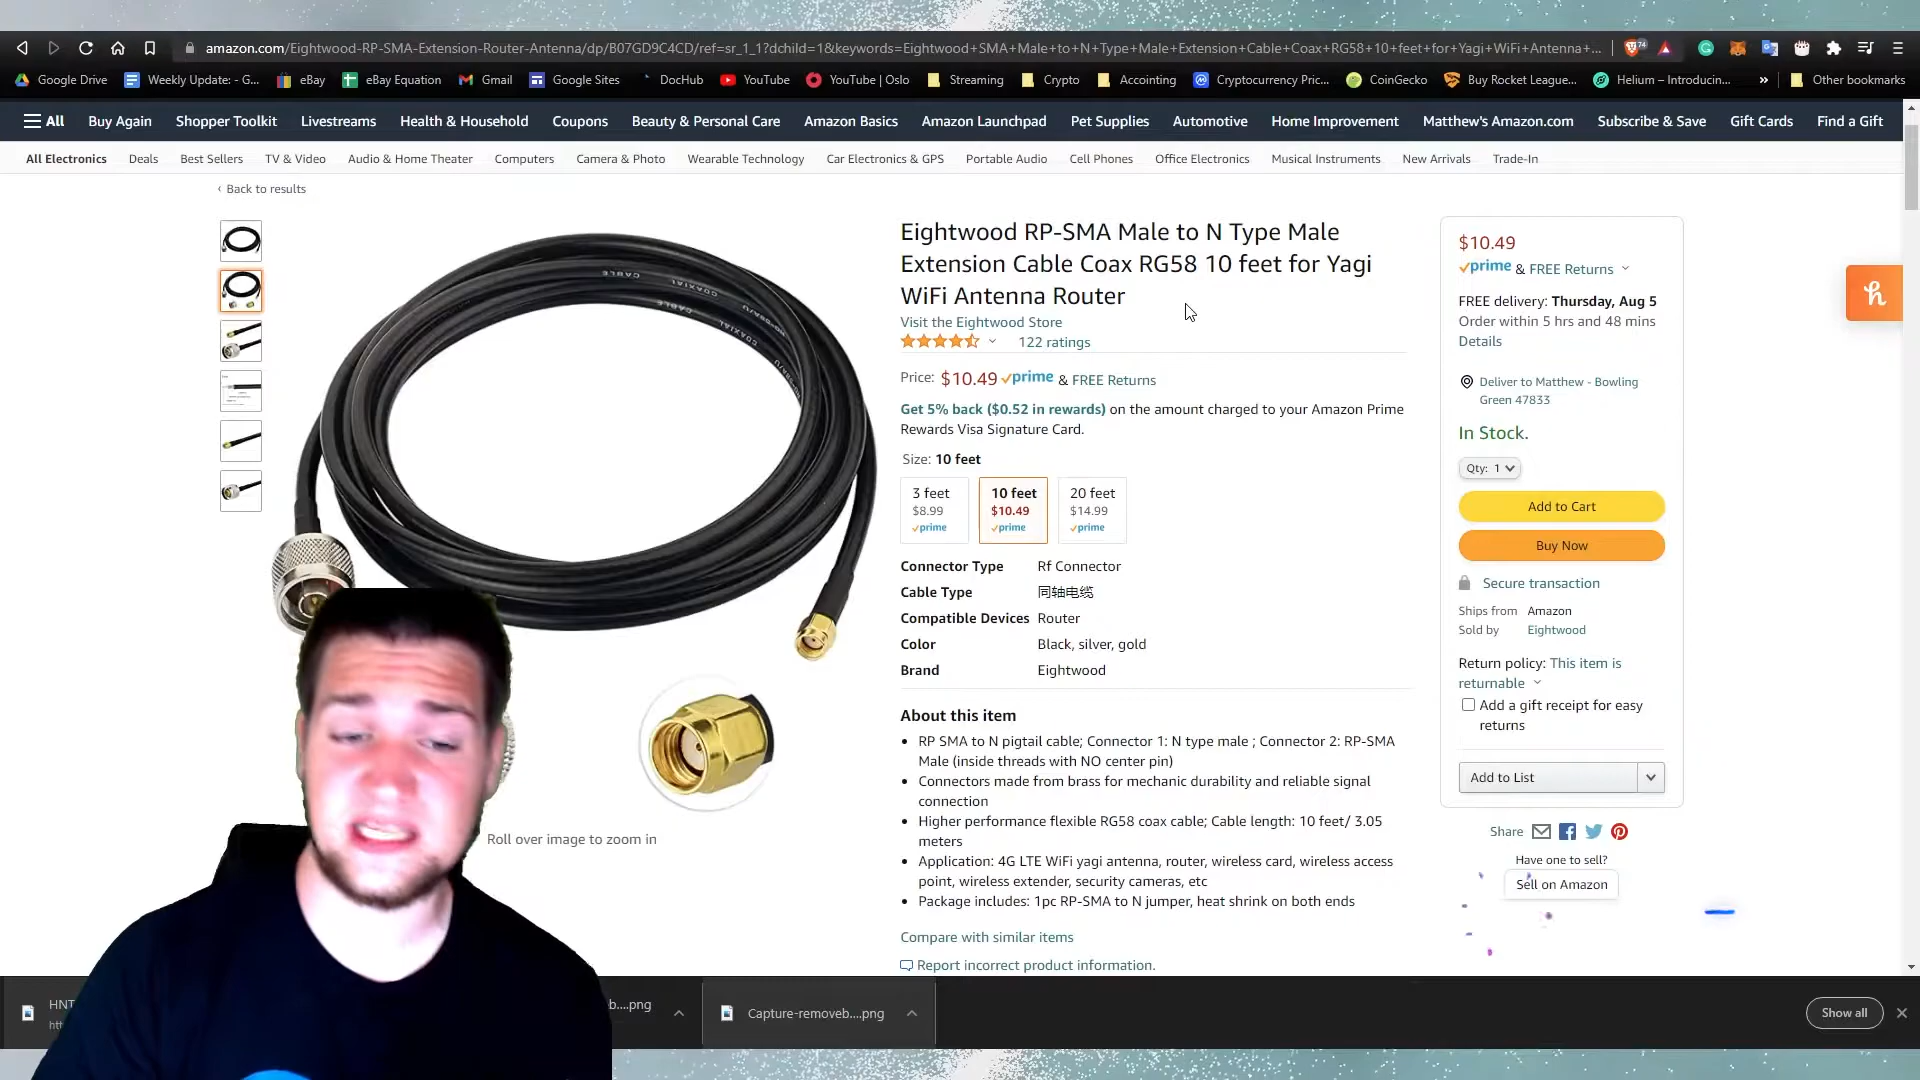 amazon.com/Eightwood-RP-SMA-Extension-Router-Antenna/dp/B07GD9C4CD/ref=sr_1_1?dchild=1&keywords=Eightwood+SMA+Male+to+N+Type+Male+Extension+Cable+Coax+RG58+10+feet+for+Yagi+WiFi+Antenna+...
Google Drive Weekly Update: - G... eBay eBay Equation Gmail Google Sites DocHub YouTube YouTube | Oslo Streaming Crypto Accointing Cryptocurrency Pric... CoinGecko Buy Rocket League... Helium – Introducin... » Other bookmarks
All Buy Again Shopper Toolkit Livestreams Health & Household Coupons Beauty & Personal Care Amazon Basics Amazon Launchpad Pet Supplies Automotive Home Improvement Matthew's Amazon.com Subscribe & Save Gift Cards Find a Gift
All Electronics Deals Best Sellers TV & Video Audio & Home Theater Computers Camera & Photo Wearable Technology Car Electronics & GPS Portable Audio Cell Phones Office Electronics Musical Instruments New Arrivals Trade-In
‹ Back to results
CABLE COAXIAL
CABLE COAXIAL
Roll over image to zoom in
Eightwood RP-SMA Male to N Type Male
Extension Cable Coax RG58 10 feet for Yagi
WiFi Antenna Router
Visit the Eightwood Store
122 ratings
Price: $10.49 prime & FREE Returns
Get 5% back ($0.52 in rewards) on the amount charged to your Amazon Prime
Rewards Visa Signature Card.
Size: 10 feet
3 feet 10 feet 20 feet
$8.99 $10.49 $14.99
prime prime prime
Connector Type Rf Connector
Cable Type 同轴电缆
Compatible Devices Router
Color Black, silver, gold
Brand Eightwood
About this item
• RP SMA to N pigtail cable; Connector 1: N type male ; Connector 2: RP-SMA
Male (inside threads with NO center pin)
• Connectors made from brass for mechanic durability and reliable signal
connection
• Higher performance flexible RG58 coax cable; Cable length: 10 feet/ 3.05
meters
• Application: 4G LTE WiFi yagi antenna, router, wireless card, wireless access
point, wireless extender, security cameras, etc
• Package includes: 1pc RP-SMA to N jumper, heat shrink on both ends
Compare with similar items
Report incorrect product information.
$10.49
prime & FREE Returns
FREE delivery: Thursday, Aug 5
Order within 5 hrs and 48 mins
Details
Deliver to Matthew - Bowling
Green 47833
In Stock.
Qty: 1
Add to Cart
Buy Now
Secure transaction
Ships from Amazon
Sold by Eightwood
Return policy: This item is
returnable
Add a gift receipt for easy
returns
Add to List
Share
Have one to sell?
Sell on Amazon
HNT
htt
b....png
Capture-removeb....png
Show all